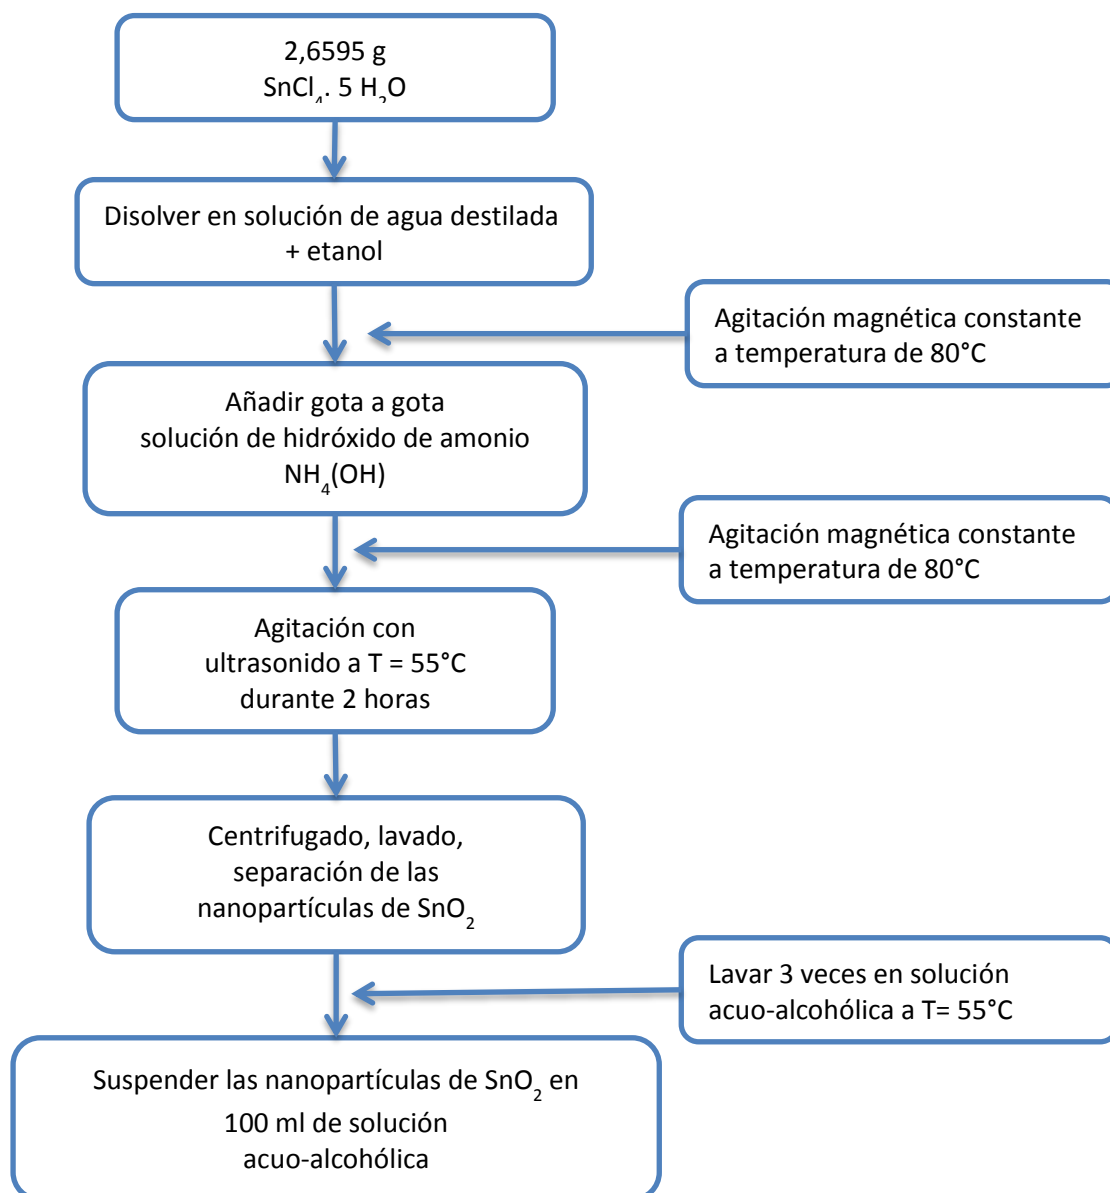 2,6595 g
SnCl₄. 5 H₂O
Disolver en solución de agua destilada
+ etanol
Agitación magnética constante
a temperatura de 80°C
Añadir gota a gota
solución de hidróxido de amonio
NH₄(OH)
Agitación magnética constante
a temperatura de 80°C
Agitación con
ultrasonido a T = 55°C
durante 2 horas
Centrifugado, lavado,
separación de las
nanopartículas de SnO₂
Lavar 3 veces en solución
acuo-alcohólica a T= 55°C
Suspender las nanopartículas de SnO₂ en
100 ml de solución
acuo-alcohólica